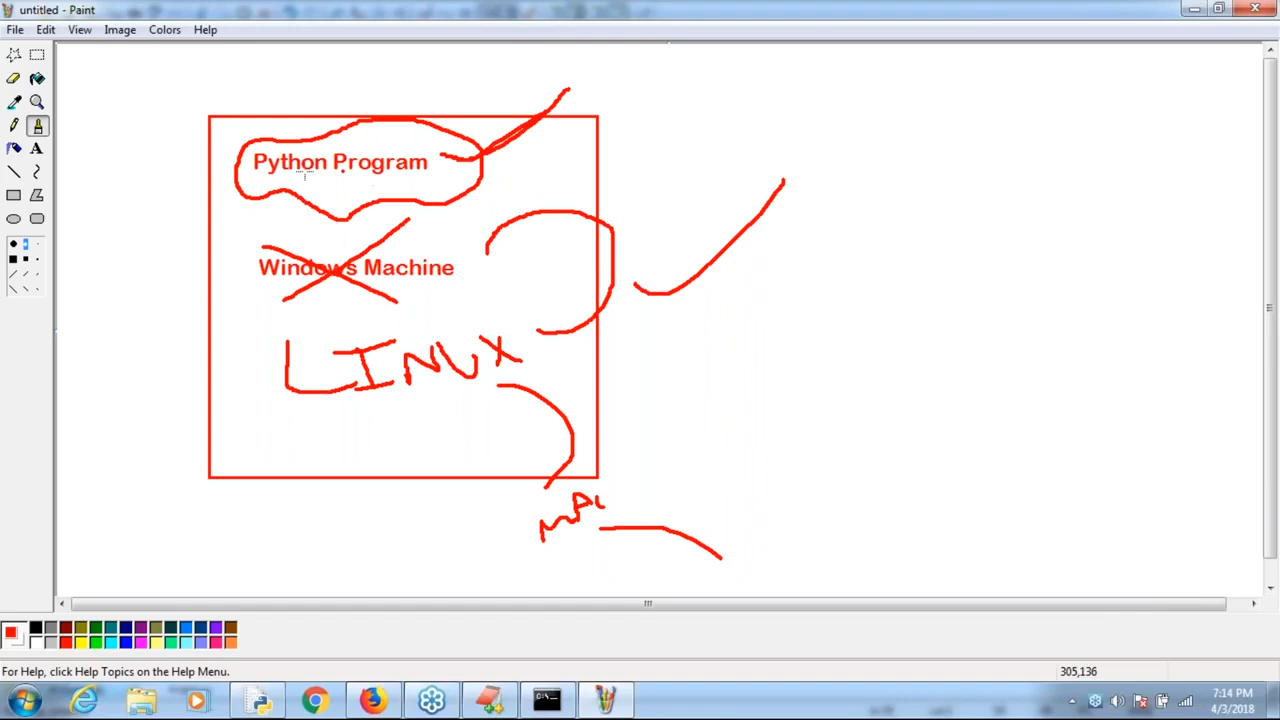 untitled - Paint
File Edit View Image Colors Help
Python Program
Windows Machine
LINUX
MAC
For Help, click Help Topics on the Help Menu.
305,136
7:14 PM
4/3/2018